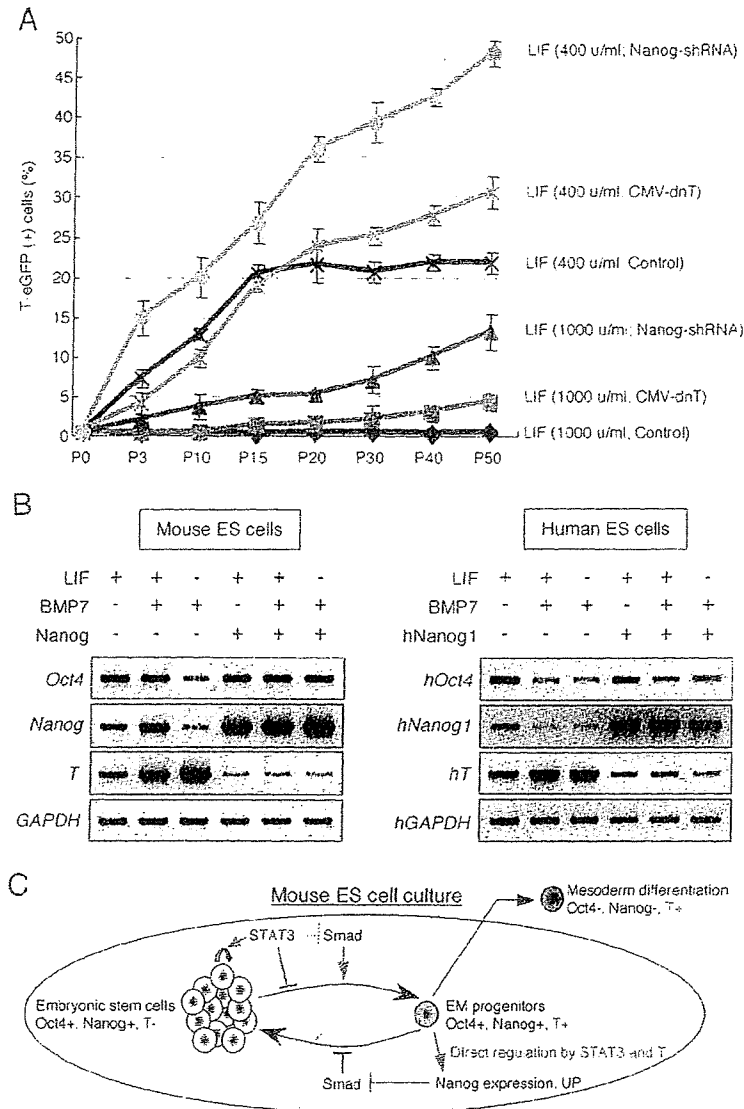 A
T-eGFP (+) cells (%)
50
45
40
35
30
25
20
15
10
5
0
P0 P3 P10 P15 P20 P30 P40 P50
LIF (400 u/ml; Nanog-shRNA)
LIF (400 u/ml, CMV-dnT)
LIF (400 u/ml, Control)
LIF (1000 u/ml; Nanog-shRNA)
LIF (1000 u/ml, CMV-dnT)
LIF (1000 u/ml, Control)
B
Mouse ES cells
LIF + + - + + -
BMP7 - + + - + +
Nanog - - - + + +
Oct4
Nanog
T
GAPDH
Human ES cells
LIF + + - + + -
BMP7 - + + - + +
hNanog1 - - - + + +
hOct4
hNanog1
hT
hGAPDH
C
Mouse ES cell culture
Mesoderm differentiation
Oct4-, Nanog-, T+
STAT3 Smad
Embryonic stem cells
Oct4+, Nanog+, T-
EM progenitors
Oct4+, Nanog+, T+
Direct regulation by STAT3 and T
Smad Nanog expression, UP